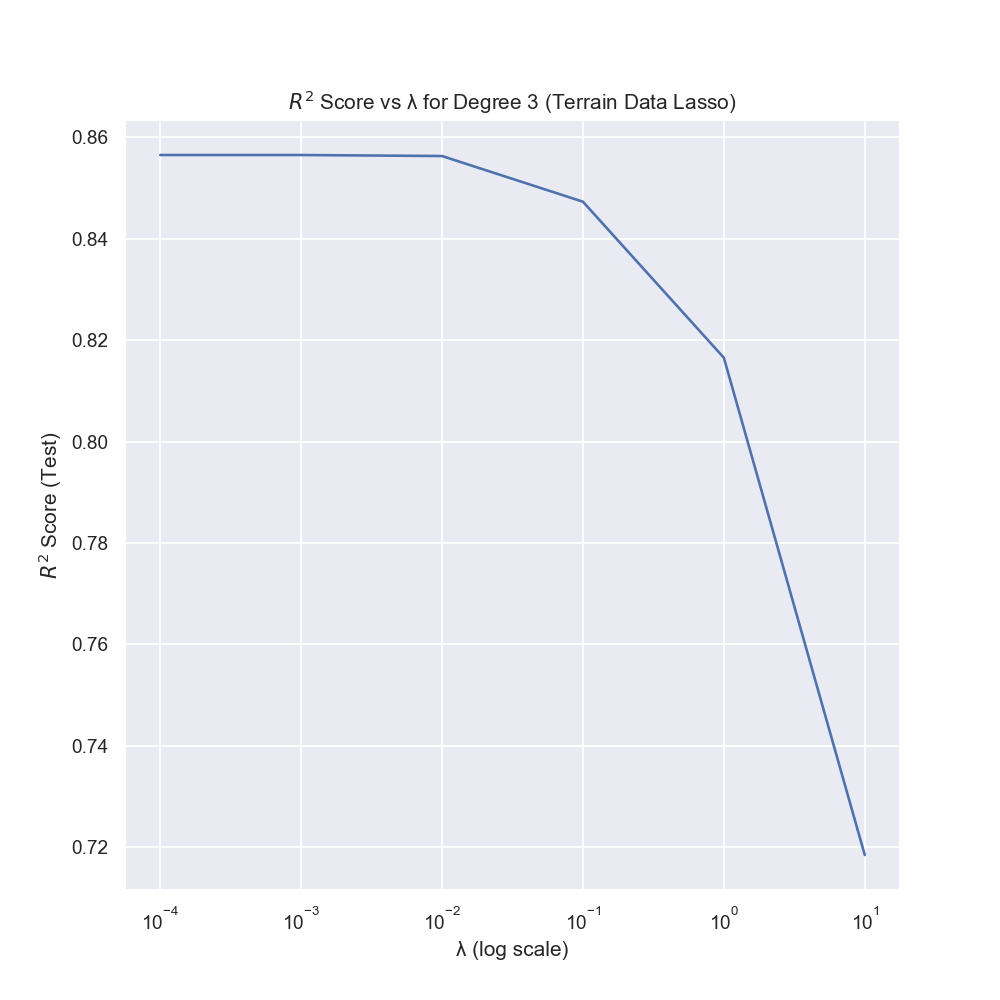 R² Score vs λ for Degree 3 (Terrain Data Lasso)
R² Score (Test)
0.86
0.84
0.82
0.80
0.78
0.76
0.74
0.72
10⁻⁴ 10⁻³ 10⁻² 10⁻¹ 10⁰ 10¹
λ (log scale)